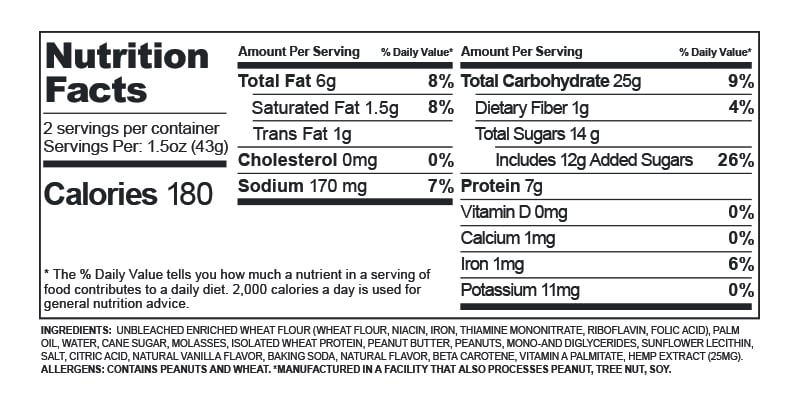 Nutrition
Facts
2 servings per container
Servings Per: 1.5oz (43g)
Calories 180
* The % Daily Value tells you how much a nutrient in a serving of
food contributes to a daily diet. 2,000 calories a day is used for
general nutrition advice.
Amount Per Serving % Daily Value*
Total Fat 6g 8%
Saturated Fat 1.5g 8%
Trans Fat 1g
Cholesterol 0mg 0%
Sodium 170 mg 7%
Amount Per Serving % Daily Value*
Total Carbohydrate 25g 9%
Dietary Fiber 1g 4%
Total Sugars 14 g
Includes 12g Added Sugars 26%
Protein 7g
Vitamin D 0mg 0%
Calcium 1mg 0%
Iron 1mg 6%
Potassium 11mg 0%
INGREDIENTS: UNBLEACHED ENRICHED WHEAT FLOUR (WHEAT FLOUR, NIACIN, IRON, THIAMINE MONONITRATE, RIBOFLAVIN, FOLIC ACID), PALM
OIL, WATER, CANE SUGAR, MOLASSES, ISOLATED WHEAT PROTEIN, PEANUT BUTTER, PEANUTS, MONO-AND DIGLYCERIDES, SUNFLOWER LECITHIN,
SALT, CITRIC ACID, NATURAL VANILLA FLAVOR, BAKING SODA, NATURAL FLAVOR, BETA CAROTENE, VITAMIN A PALMITATE, HEMP EXTRACT (25MG).
ALLERGENS: CONTAINS PEANUTS AND WHEAT. *MANUFACTURED IN A FACILITY THAT ALSO PROCESSES PEANUT, TREE NUT, SOY.